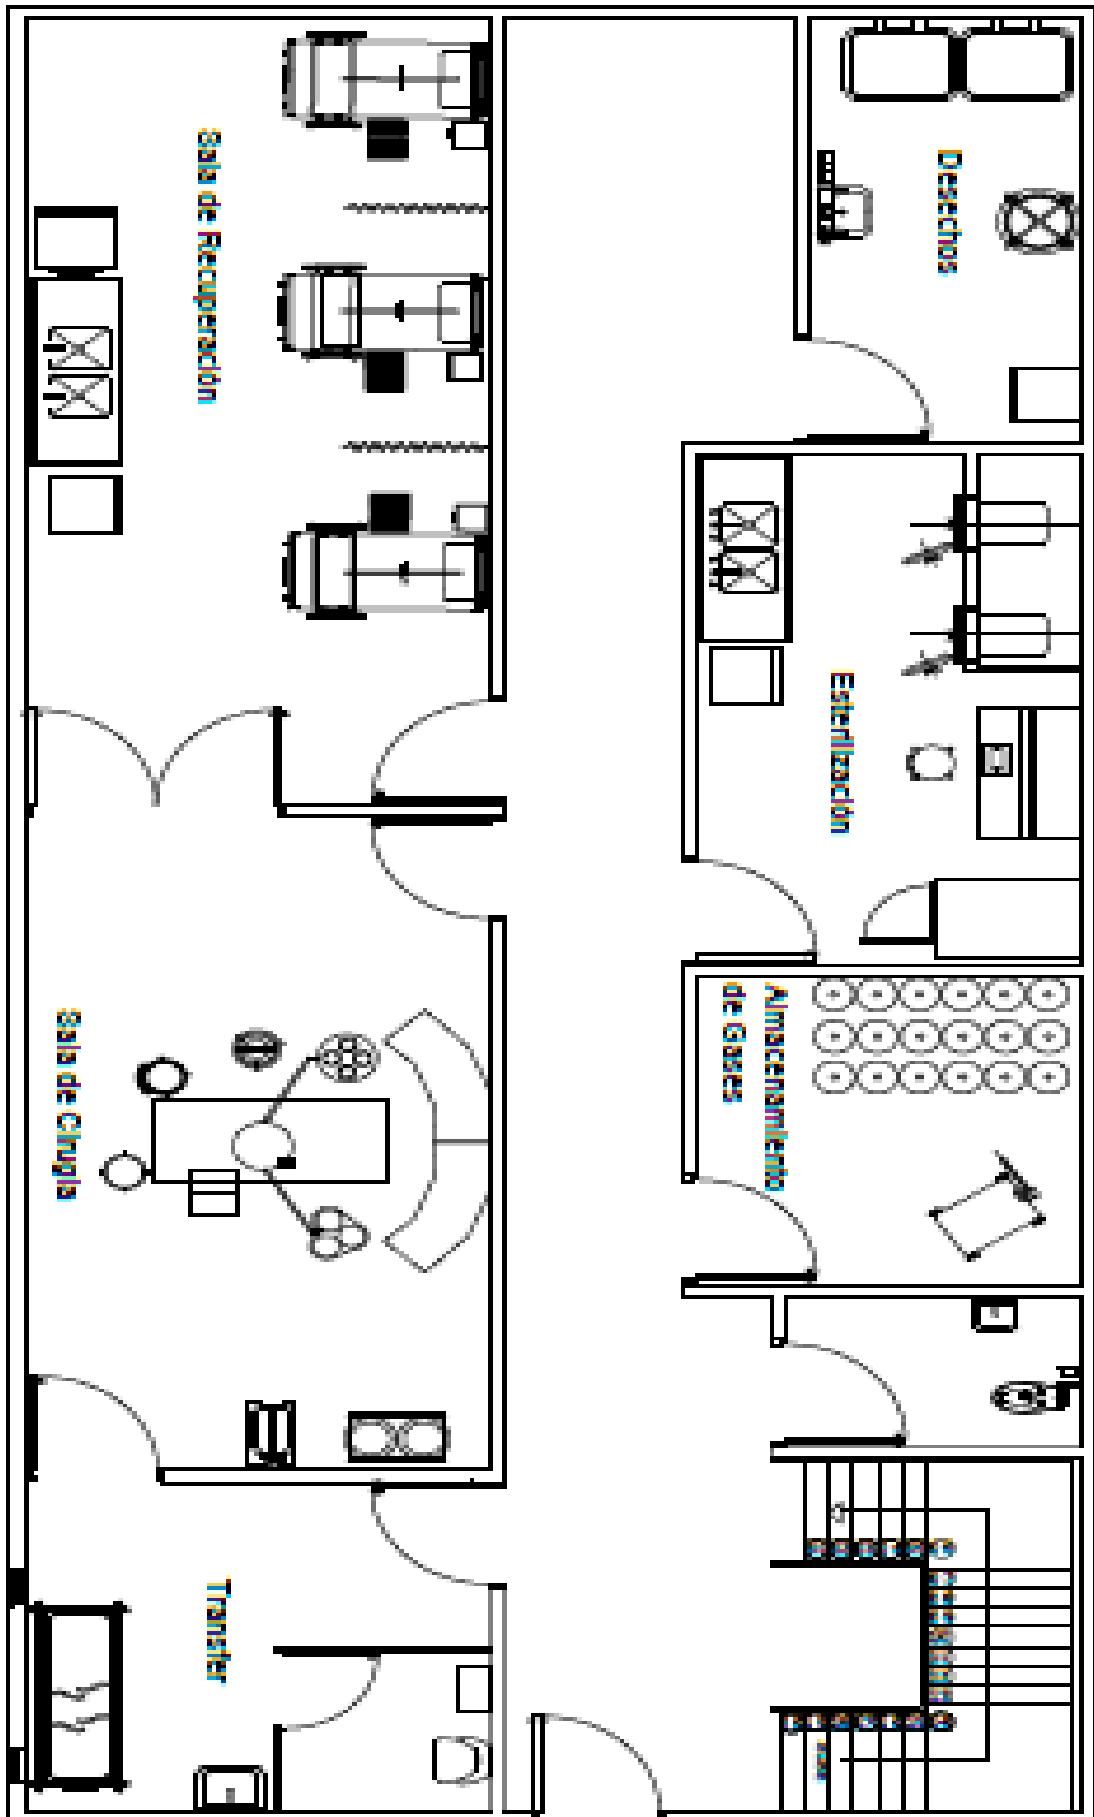 Sala de Recuperación
Desechos
Esterilización
Almacenamiento
de Gases
Sala de Cirugía
Transfer